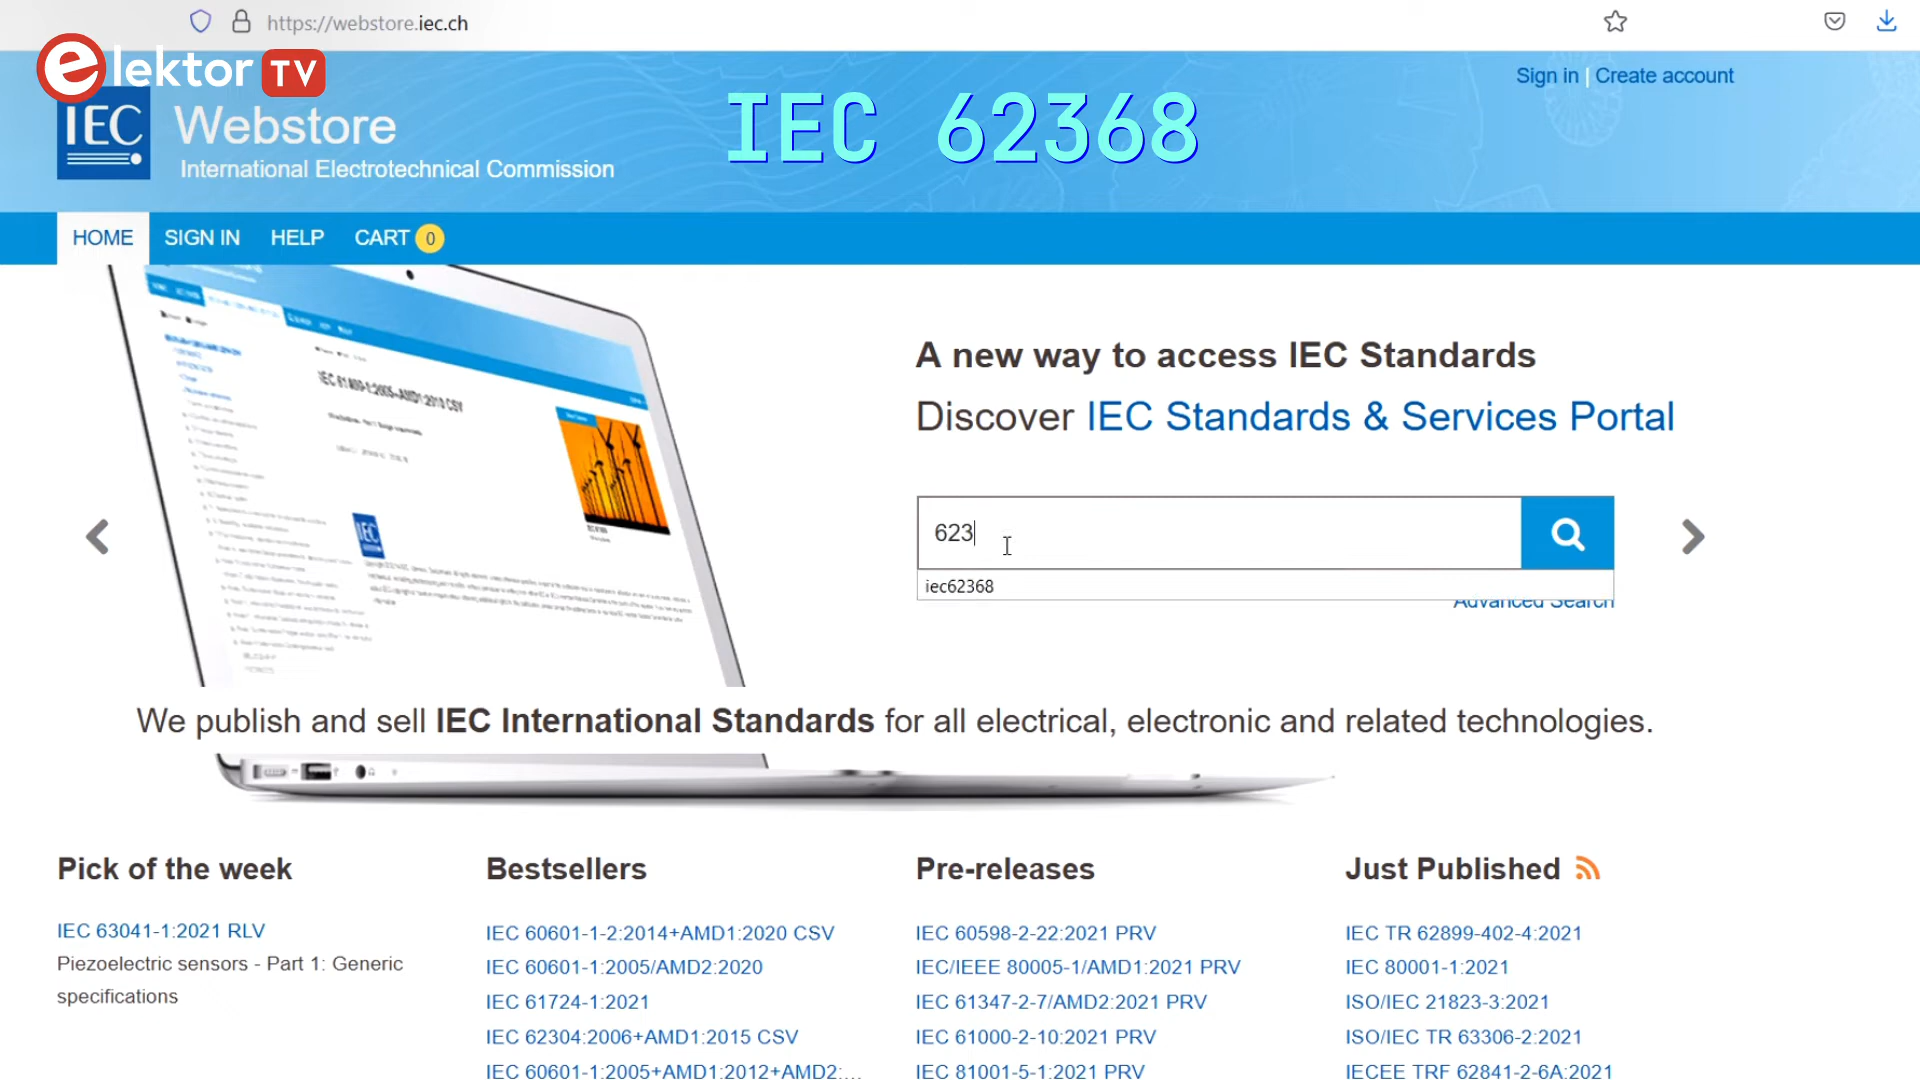 https://webstore.iec.ch
elektor TV
Sign in | Create account
IEC 62368
IEC
Webstore
International Electrotechnical Commission
HOME
SIGN IN
HELP
CART 0
IEC 61400-1:2005+AMD1:2010 CSV
IEC
A new way to access IEC Standards
Discover IEC Standards & Services Portal
623
iec62368
Advanced Search
We publish and sell IEC International Standards for all electrical, electronic and related technologies.
Pick of the week
IEC 63041-1:2021 RLV
Piezoelectric sensors - Part 1: Generic
specifications
Bestsellers
IEC 60601-1-2:2014+AMD1:2020 CSV
IEC 60601-1:2005/AMD2:2020
IEC 61724-1:2021
IEC 62304:2006+AMD1:2015 CSV
IEC 60601-1:2005+AMD1:2012+AMD2:...
Pre-releases
IEC 60598-2-22:2021 PRV
IEC/IEEE 80005-1/AMD1:2021 PRV
IEC 61347-2-7/AMD2:2021 PRV
IEC 61000-2-10:2021 PRV
IEC 81001-5-1:2021 PRV
Just Published
IEC TR 62899-402-4:2021
IEC 80001-1:2021
ISO/IEC 21823-3:2021
ISO/IEC TR 63306-2:2021
IECEE TRF 62841-2-6A:2021